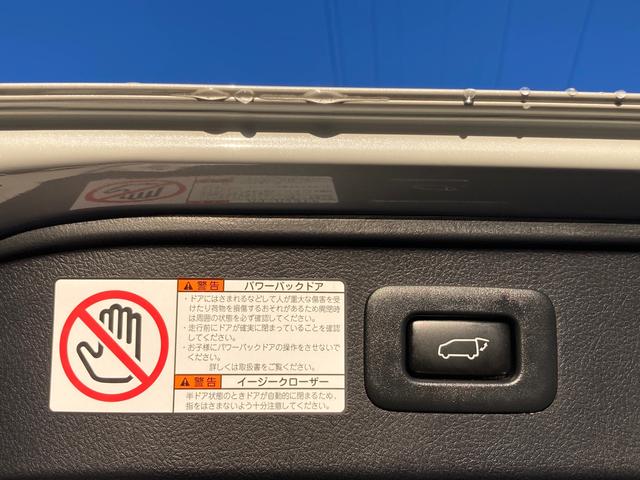 警告 パワーバックドア
・ドアにはさまれるなどして人が重大な傷害を受
けたり荷物を損傷するおそれがあるため開閉時
は周囲の状態を必ず確認してください。
・走行前にドアが確実に閉まっていることを確認
してください。
・お子様にパワーバックドアの操作をさせないで
ください。
詳しくは取扱書をご覧ください。
警告 イージークローザー
半ドア状態のときドアが自動的に閉まるため、
指をはさまないよう十分注意してください。